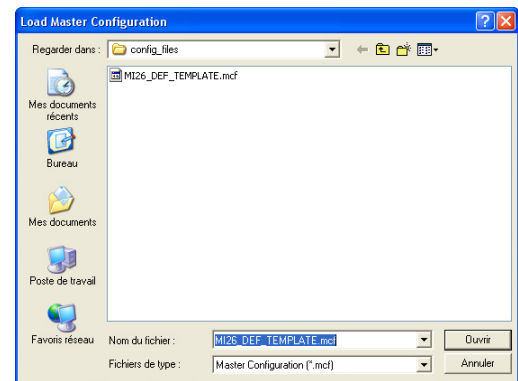 Load Master Configuration
Regarder dans :
config_files
MI26_DEF_TEMPLATE.mcf
Mes documents
récents
Bureau
Mes documents
Poste de travail
Favoris réseau
Nom du fichier :
MI26_DEF_TEMPLATE.mcf
Ouvrir
Fichiers de type :
Master Configuration (*.mcf)
Annuler